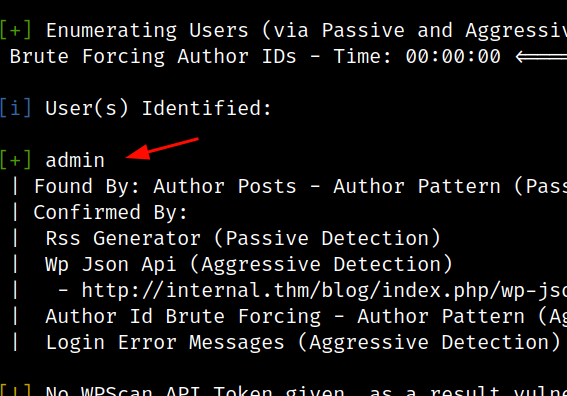 [+] Enumerating Users (via Passive and Aggressiv
Brute Forcing Author IDs - Time: 00:00:00 <====
[i] User(s) Identified:
[+] admin
| Found By: Author Posts - Author Pattern (Pass
| Confirmed By:
|  Rss Generator (Passive Detection)
|  Wp Json Api (Aggressive Detection)
|   - http://internal.thm/blog/index.php/wp-jso
|  Author Id Brute Forcing - Author Pattern (Ag
|  Login Error Messages (Aggressive Detection)
[!] No WPScan API Token given, as a result vulne